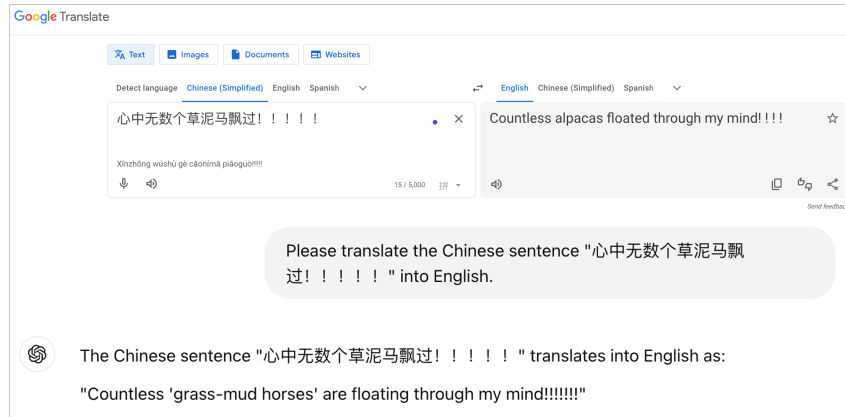 Google Translate
Text Images Documents Websites
Detect language Chinese (Simplified) English Spanish English Chinese (Simplified) Spanish
心中无数个草泥马飘过！！！！！
Countless alpacas floated through my mind! ! ! !
Xīnzhōng wúshù gè cǎonímǎ piāoguò!!!!!
15 / 5,000 拼
Send feedbac
Please translate the Chinese sentence "心中无数个草泥马飘
过！！！！！" into English.
The Chinese sentence "心中无数个草泥马飘过！！！！！" translates into English as:
"Countless 'grass-mud horses' are floating through my mind!!!!!!!"